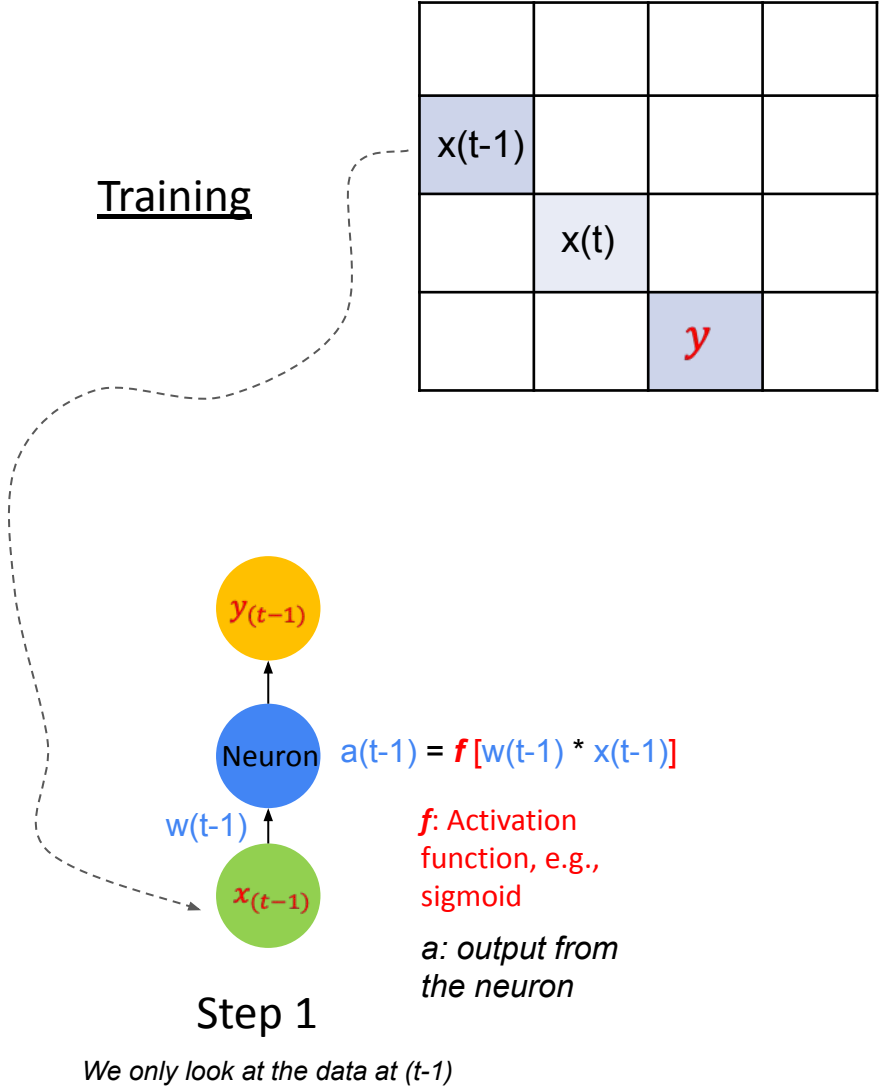 x(t-1)
Training
x(t)
y
y(t−1)
Neuron
a(t-1) = f [w(t-1) * x(t-1)]
w(t-1)
f: Activation
function, e.g.,
sigmoid
x(t−1)
a: output from
the neuron
Step 1
We only look at the data at (t-1)